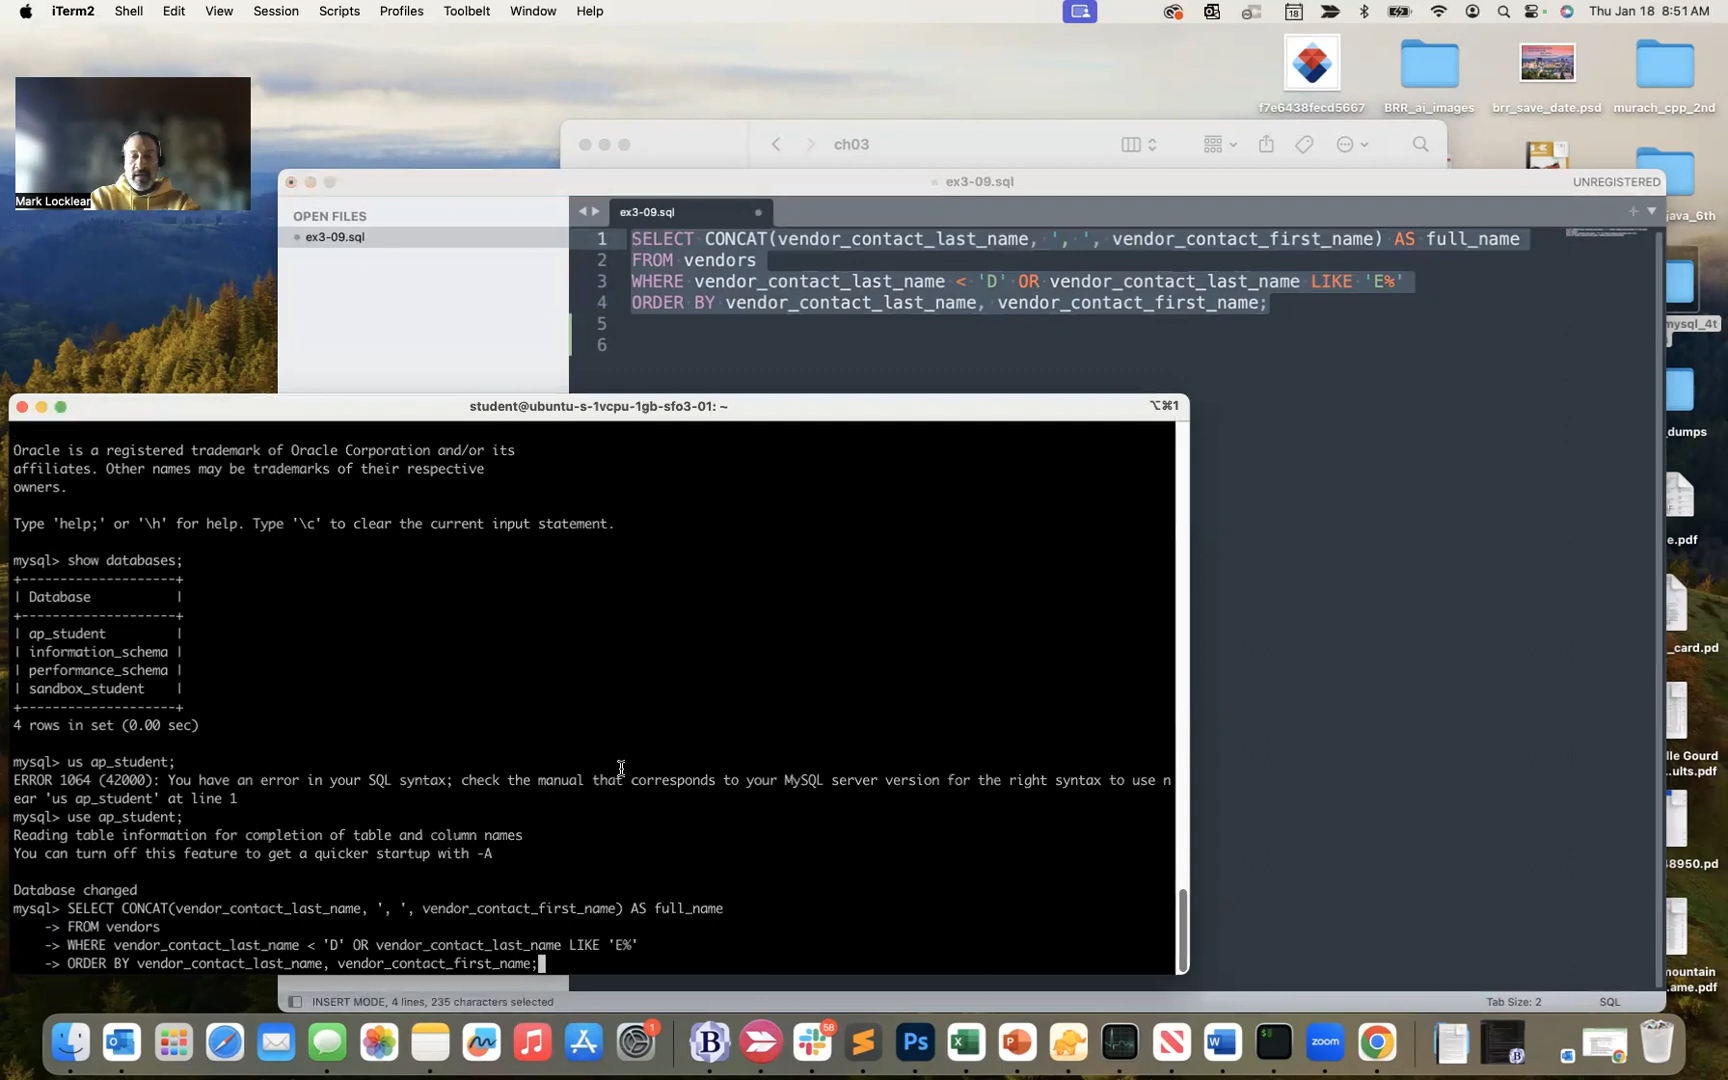 iTerm2 Shell Edit View Session Scripts Profiles Toolbelt Window Help
18
Thu Jan 18 8:51 AM
Mark Locklear
f7e6438fecd5667
BRR_ai_images
brr_save_date.psd
murach_cpp_2nd
java_6th
mysql_4t
_dumps
e.pdf
_card.pd
lle Gourd
...ults.pdf
48950.pd
mountain
ame.pdf
ch03
ex3-09.sql
UNREGISTERED
OPEN FILES
ex3-09.sql
ex3-09.sql
1 SELECT CONCAT(vendor_contact_last_name, ', ', vendor_contact_first_name) AS full_name
2 FROM vendors
3 WHERE vendor_contact_last_name < 'D' OR vendor_contact_last_name LIKE 'E%'
4 ORDER BY vendor_contact_last_name, vendor_contact_first_name;
5
6
student@ubuntu-s-1vcpu-1gb-sfo3-01: ~
⌥⌘1
Oracle is a registered trademark of Oracle Corporation and/or its
affiliates. Other names may be trademarks of their respective
owners.
Type 'help;' or '\h' for help. Type '\c' to clear the current input statement.
mysql> show databases;
+--------------------+
| Database           |
+--------------------+
| ap_student         |
| information_schema |
| performance_schema |
| sandbox_student    |
+--------------------+
4 rows in set (0.00 sec)
mysql> us ap_student;
ERROR 1064 (42000): You have an error in your SQL syntax; check the manual that corresponds to your MySQL server version for the right syntax to use n
ear 'us ap_student' at line 1
mysql> use ap_student;
Reading table information for completion of table and column names
You can turn off this feature to get a quicker startup with -A
Database changed
mysql> SELECT CONCAT(vendor_contact_last_name, ', ', vendor_contact_first_name) AS full_name
    -> FROM vendors
    -> WHERE vendor_contact_last_name < 'D' OR vendor_contact_last_name LIKE 'E%'
    -> ORDER BY vendor_contact_last_name, vendor_contact_first_name;
INSERT MODE, 4 lines, 235 characters selected
Tab Size: 2
SQL
1
58
B
Ps
zoom